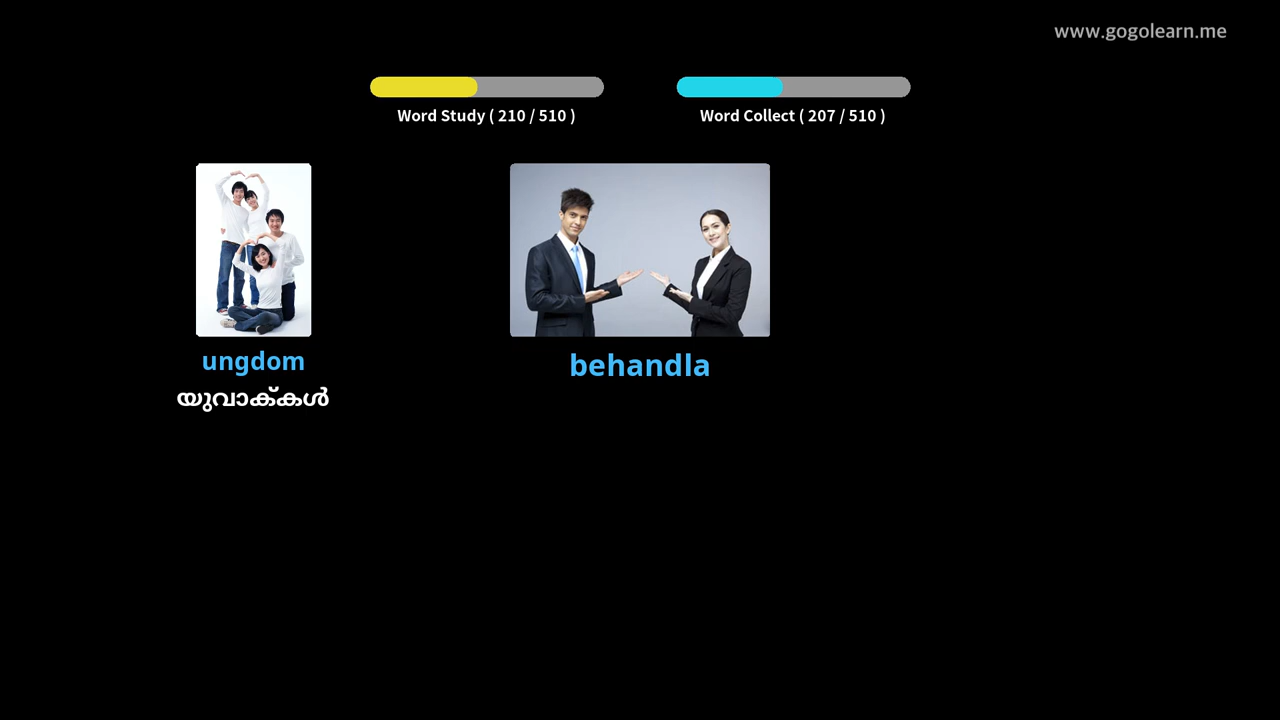 www.gogolearn.me
Word Study ( 210 / 510 )
Word Collect ( 207 / 510 )
ungdom
യുവാക്കൾ
behandla